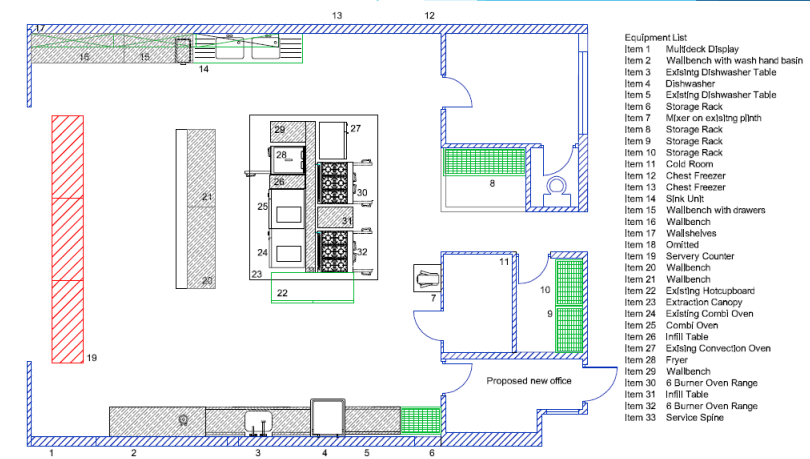 13
12
17
16
15
14
29
27
28
26
30
25
31
24
32
23
22
21
20
19
8
11
7
10
9
Proposed new office
1
2
3
4
5
6
Equipment List
Item 1 Multideck Display
Item 2 Wallbench with wash hand basin
Item 3 Existing Dishwasher Table
Item 4 Dishwasher
Item 5 Existing Dishwasher Table
Item 6 Storage Rack
Item 7 Mixer on exisitng plinth
Item 8 Storage Rack
Item 9 Storage Rack
Item 10 Storage Rack
Item 11 Cold Room
Item 12 Chest Freezer
Item 13 Chest Freezer
Item 14 Sink Unit
Item 15 Wallbench with drawers
Item 16 Wallbench
Item 17 Wallshelves
Item 18 Omitted
Item 19 Servery Counter
Item 20 Wallbench
Item 21 Wallbench
Item 22 Existing Hotcupboard
Item 23 Extraction Canopy
Item 24 Existing Combi Oven
Item 25 Combi Oven
Item 26 Infill Table
Item 27 Existing Convection Oven
Item 28 Fryer
Item 29 Wallbench
Item 30 6 Burner Oven Range
Item 31 Infill Table
Item 32 6 Burner Oven Range
Item 33 Service Spine